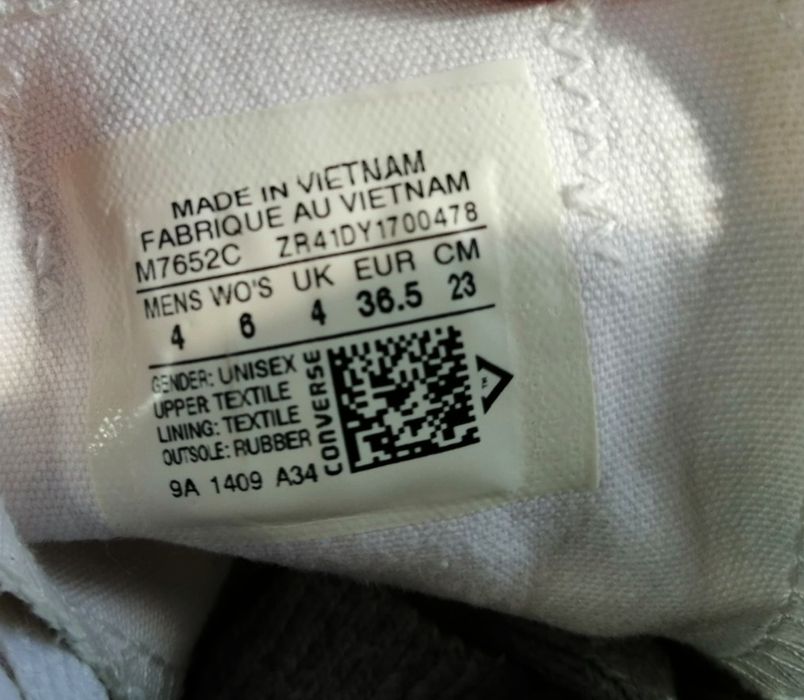 MADE IN VIETNAM
FABRIQUE AU VIETNAM
M7652C ZR41DY1700478
MENS WO'S UK EUR CM
4 6 4 36.5 23
GENDER: UNISEX
UPPER TEXTILE
LINING: TEXTILE
OUTSOLE: RUBBER
CONVERSE
TM
9A 1409 A34